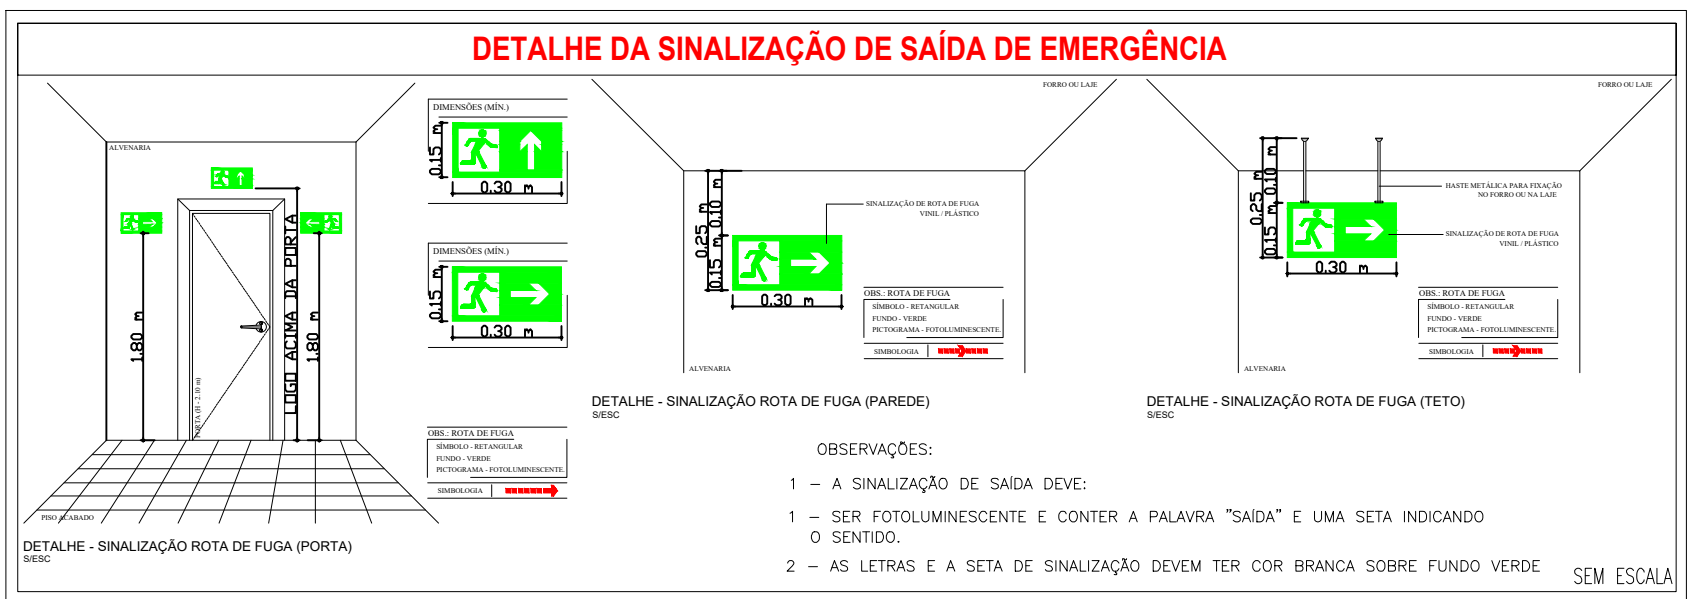 DETALHE DA SINALIZAÇÃO DE SAÍDA DE EMERGÊNCIA
ALVENARIA
1.80 m
PORTA (H - 2.10 m)
LOGO ACIMA DA PORTA
1.80 m
PISO ACABADO
DETALHE - SINALIZAÇÃO ROTA DE FUGA (PORTA)
S/ESC
DIMENSÕES (MÍN.)
0.15 m
0.30 m
DIMENSÕES (MÍN.)
0.15 m
0.30 m
OBS.: ROTA DE FUGA
SÍMBOLO - RETANGULAR
FUNDO - VERDE
PICTOGRAMA - FOTOLUMINESCENTE.
SIMBOLOGIA
FORRO OU LAJE
0.25 m
0.10 m
0.15 m
0.30 m
SINALIZAÇÃO DE ROTA DE FUGA
VINIL / PLÁSTICO
OBS.: ROTA DE FUGA
SÍMBOLO - RETANGULAR
FUNDO - VERDE
PICTOGRAMA - FOTOLUMINESCENTE.
SIMBOLOGIA
ALVENARIA
DETALHE - SINALIZAÇÃO ROTA DE FUGA (PAREDE)
S/ESC
FORRO OU LAJE
0.25 m
0.10 m
0.15 m
0.30 m
HASTE METÁLICA PARA FIXAÇÃO
NO FORRO OU NA LAJE
SINALIZAÇÃO DE ROTA DE FUGA
VINIL / PLÁSTICO
OBS.: ROTA DE FUGA
SÍMBOLO - RETANGULAR
FUNDO - VERDE
PICTOGRAMA - FOTOLUMINESCENTE.
SIMBOLOGIA
ALVENARIA
DETALHE - SINALIZAÇÃO ROTA DE FUGA (TETO)
S/ESC
OBSERVAÇÕES:
1 – A SINALIZAÇÃO DE SAÍDA DEVE:
1 – SER FOTOLUMINESCENTE E CONTER A PALAVRA "SAÍDA" E UMA SETA INDICANDO
O SENTIDO.
2 – AS LETRAS E A SETA DE SINALIZAÇÃO DEVEM TER COR BRANCA SOBRE FUNDO VERDE
SEM ESCALA